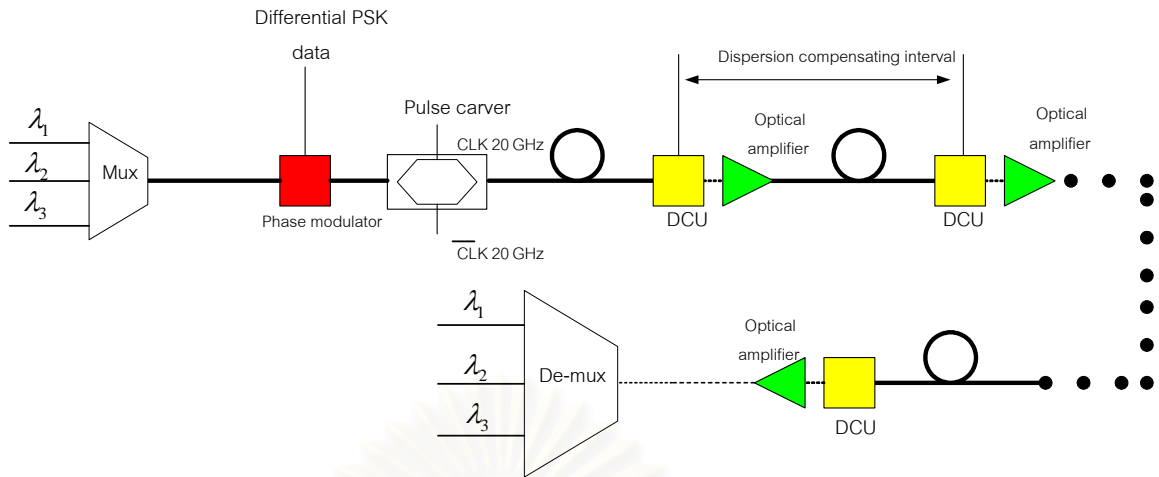 Differential PSK
data
λ1
λ2
λ3
Mux
Phase modulator
Pulse carver
CLK 20 GHz
C̅L̅K 20 GHz
DCU
Optical
amplifier
Dispersion compensating interval
DCU
Optical
amplifier
λ1
λ2
λ3
De-mux
Optical
amplifier
DCU